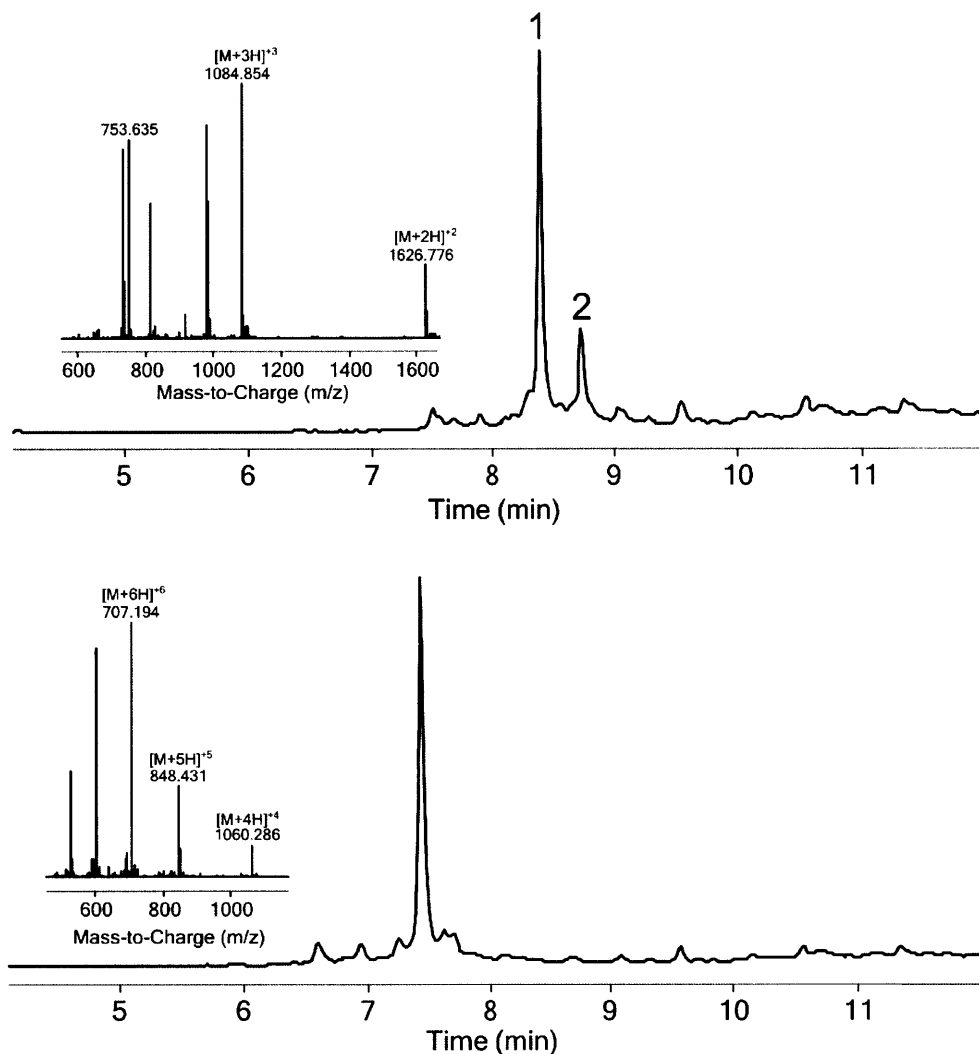 1
[M+3H]+3
1084.854
753.635
[M+2H]+2
1626.776
2
600 800 1000 1200 1400 1600
Mass-to-Charge (m/z)
5 6 7 8 9 10 11
Time (min)
[M+6H]+6
707.194
[M+5H]+5
848.431
[M+4H]+4
1060.286
600 800 1000
Mass-to-Charge (m/z)
5 6 7 8 9 10 11
Time (min)